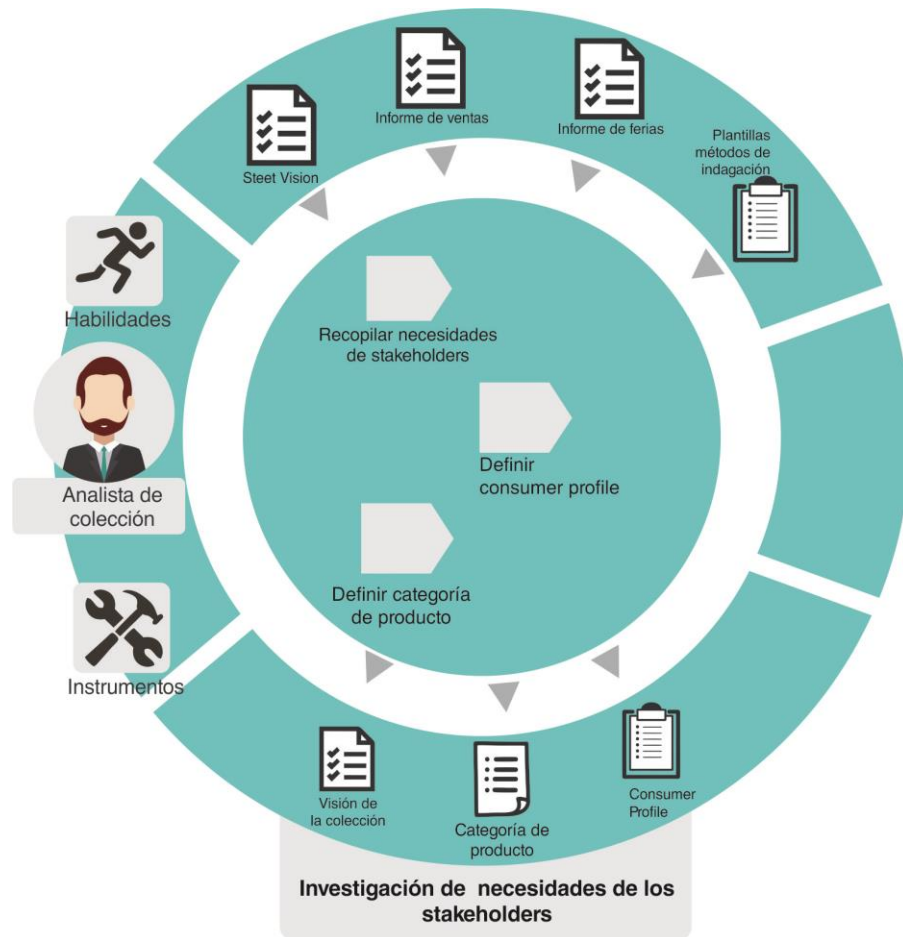 Informe de ventas
Informe de ferias
Steet Vision
Plantillas
métodos de
indagación
Habilidades
Analista de
colección
Instrumentos
Recopilar necesidades
de stakeholders
Definir
consumer profile
Definir categoría
de producto
Visión de
la colección
Categoría de
producto
Consumer
Profile
Investigación de necesidades de los
stakeholders